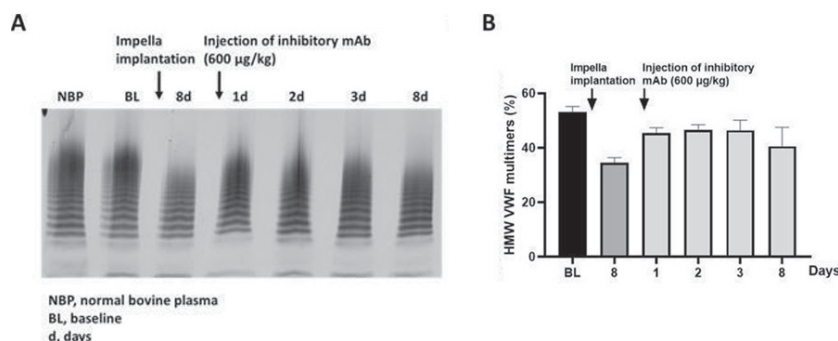 A
Impella implantation
Injection of inhibitory mAb (600 µg/kg)
NBP BL 8d 1d 2d 3d 8d
NBP, normal bovine plasma
BL, baseline
d, days
B
Impella implantation
Injection of inhibitory mAb (600 µg/kg)
HMW VWF multimers (%)
60
40
20
0
BL 8 1 2 3 8 Days